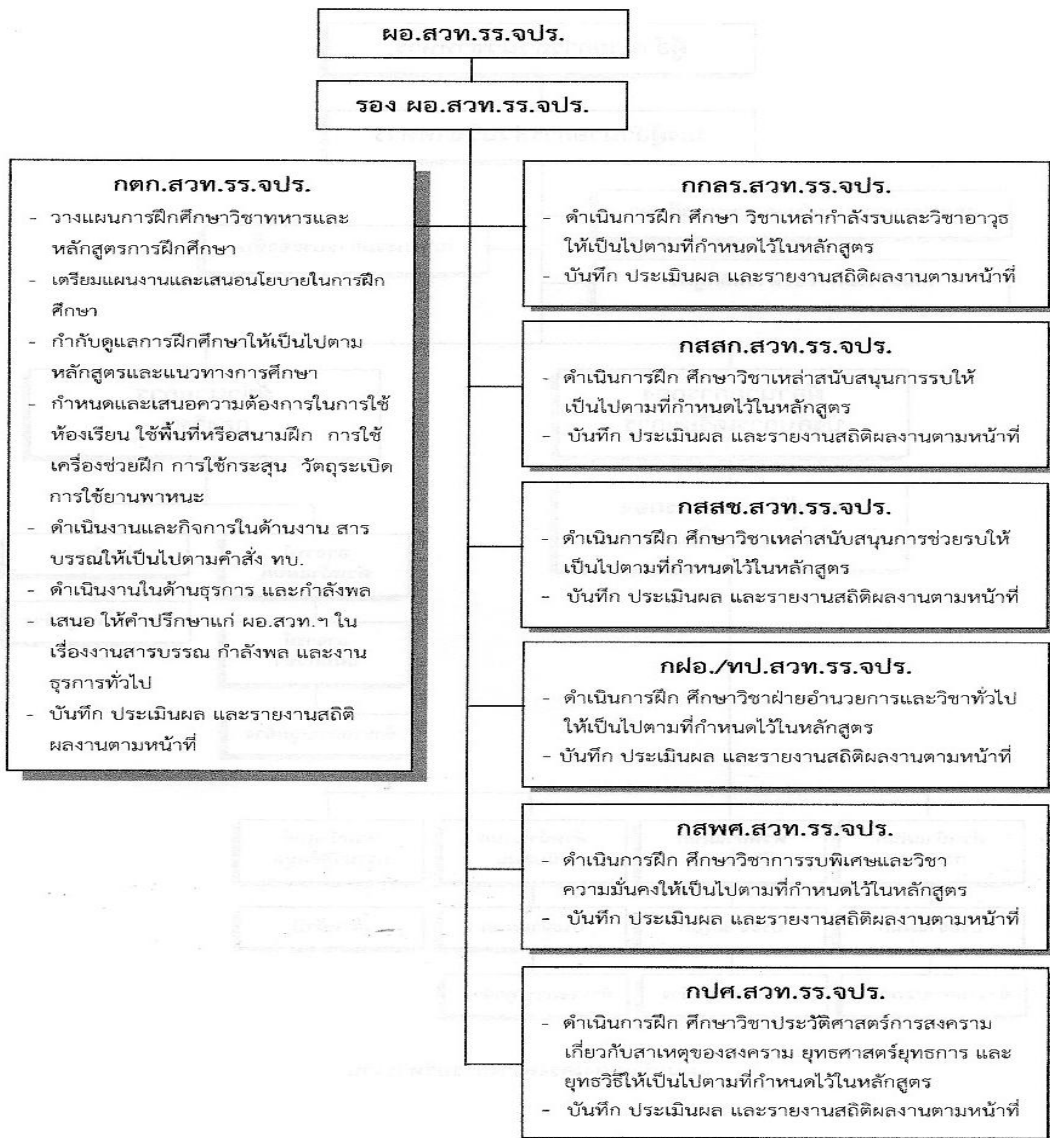 ผอ.สวท.รร.จปร.
รอง ผอ.สวท.รร.จปร.
กตก.สวท.รร.จปร.
- วางแผนการฝึกศึกษาวิชาทหารและ
หลักสูตรการฝึกศึกษา
- เตรียมแผนงานและเสนอนโยบายในการฝึก
ศึกษา
- กำกับดูแลการฝึกศึกษาให้เป็นไปตาม
หลักสูตรและแนวทางการศึกษา
- กำหนดและเสนอความต้องการในการใช้
ห้องเรียน ใช้พื้นที่หรือสนามฝึก การใช้
เครื่องช่วยฝึก การใช้กระสุน วัตถุระเบิด
การใช้ยานพาหนะ
- ดำเนินงานและกิจการในด้านงาน สาร
บรรณให้เป็นไปตามคำสั่ง ทบ.
- ดำเนินงานในด้านธุรการ และกำลังพล
- เสนอ ให้คำปรึกษาแก่ ผอ.สวท.ฯ ใน
เรื่องงานสารบรรณ กำลังพล และงาน
ธุรการทั่วไป
- บันทึก ประเมินผล และรายงานสถิติ
ผลงานตามหน้าที่
กกลร.สวท.รร.จปร.
- ดำเนินการฝึก ศึกษา วิชาเหล่ากำลังรบและวิชาอาวุธ
ให้เป็นไปตามที่กำหนดไว้ในหลักสูตร
- บันทึก ประเมินผล และรายงานสถิติผลงานตามหน้าที่
กสสก.สวท.รร.จปร.
- ดำเนินการฝึก ศึกษาวิชาเหล่าสนับสนุนการรบให้
เป็นไปตามที่กำหนดไว้ในหลักสูตร
- บันทึก ประเมินผล และรายงานสถิติผลงานตามหน้าที่
กสสช.สวท.รร.จปร.
- ดำเนินการฝึก ศึกษาวิชาเหล่าสนับสนุนการช่วยรบให้
เป็นไปตามที่กำหนดไว้ในหลักสูตร
- บันทึก ประเมินผล และรายงานสถิติผลงานตามหน้าที่
กฝอ./ทป.สวท.รร.จปร.
- ดำเนินการฝึก ศึกษาวิชาฝ่ายอำนวยการและวิชาทั่วไป
ให้เป็นไปตามที่กำหนดไว้ในหลักสูตร
- บันทึก ประเมินผล และรายงานสถิติผลงานตามหน้าที่
กสพศ.สวท.รร.จปร.
- ดำเนินการฝึก ศึกษาวิชาการรบพิเศษและวิชา
ความมั่นคงให้เป็นไปตามที่กำหนดไว้ในหลักสูตร
- บันทึก ประเมินผล และรายงานสถิติผลงานตามหน้าที่
กปศ.สวท.รร.จปร.
- ดำเนินการฝึก ศึกษาวิชาประวัติศาสตร์การสงคราม
เกี่ยวกับสาเหตุของสงคราม ยุทธศาสตร์ยุทธการ และ
ยุทธวิธีให้เป็นไปตามที่กำหนดไว้ในหลักสูตร
- บันทึก ประเมินผล และรายงานสถิติผลงานตามหน้าที่